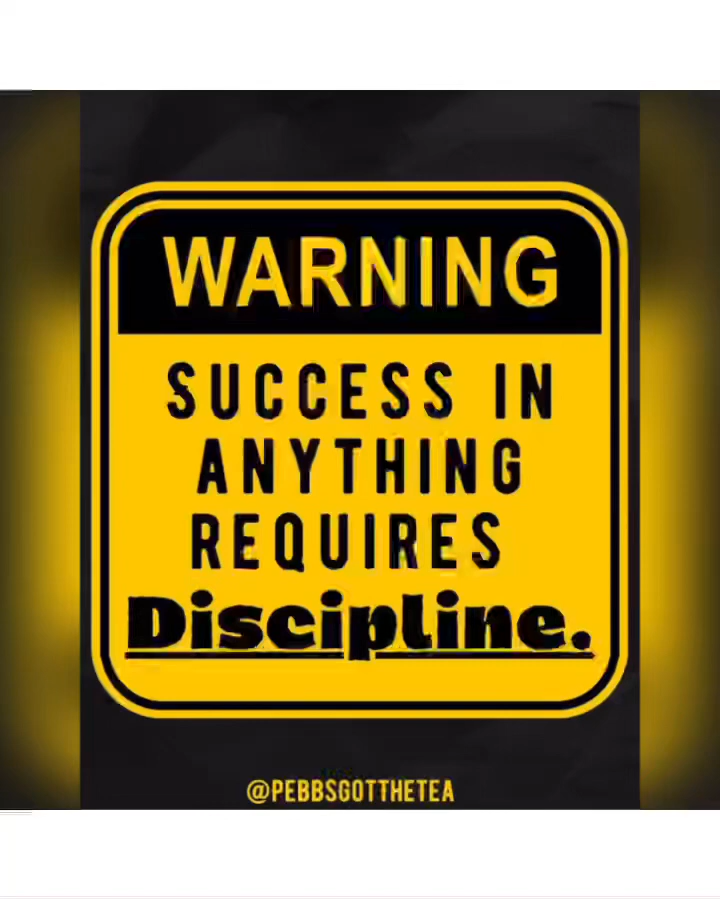 WARNING
SUCCESS IN
ANYTHING
REQUIRES
Discipline.
@PEBBSGOTTHETEA